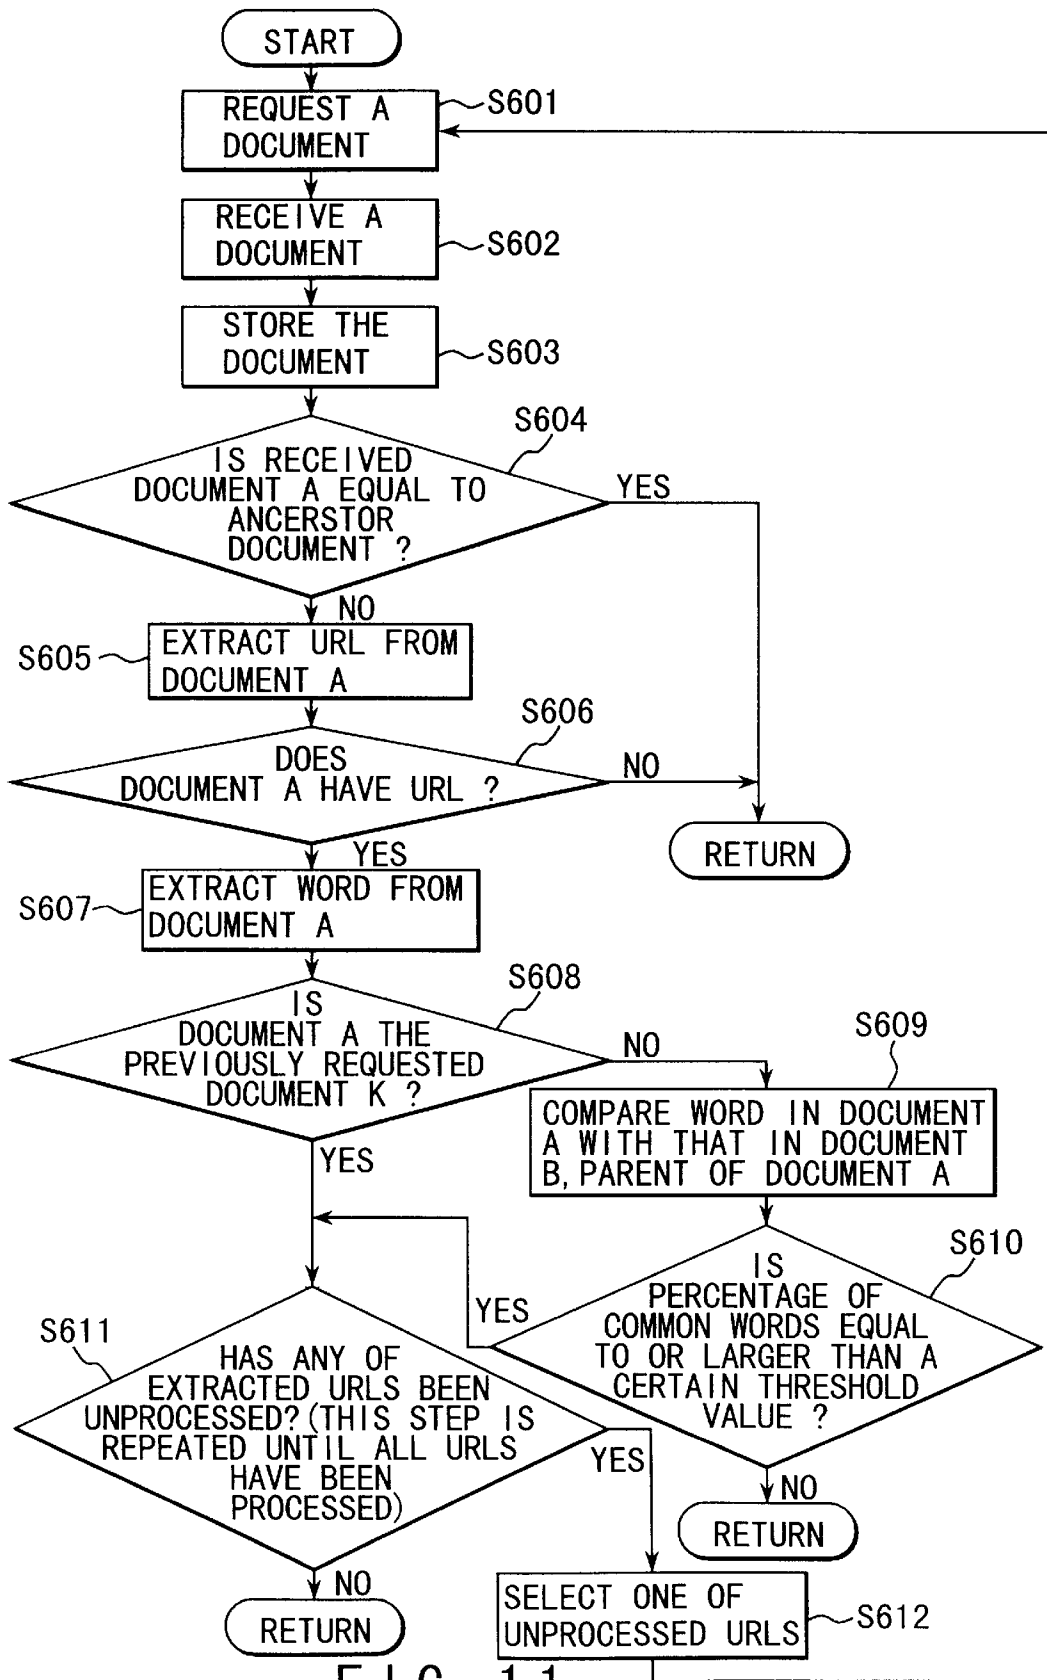 START
REQUEST A
DOCUMENT
S601
RECEIVE A
DOCUMENT
S602
STORE THE
DOCUMENT
S603
S604
IS RECEIVED
DOCUMENT A EQUAL TO
ANCERSTOR
DOCUMENT ?
YES
NO
S605
EXTRACT URL FROM
DOCUMENT A
S606
DOES
DOCUMENT A HAVE URL ?
NO
YES
RETURN
S607
EXTRACT WORD FROM
DOCUMENT A
S608
IS
DOCUMENT A THE
PREVIOUSLY REQUESTED
DOCUMENT K ?
NO
YES
S609
COMPARE WORD IN DOCUMENT
A WITH THAT IN DOCUMENT
B, PARENT OF DOCUMENT A
S610
IS
PERCENTAGE OF
COMMON WORDS EQUAL
TO OR LARGER THAN A
CERTAIN THRESHOLD
VALUE ?
YES
NO
RETURN
S611
HAS ANY OF
EXTRACTED URLS BEEN
UNPROCESSED? (THIS STEP IS
REPEATED UNTIL ALL URLS
HAVE BEEN
PROCESSED)
YES
NO
RETURN
SELECT ONE OF
UNPROCESSED URLS
S612
FIG. 11